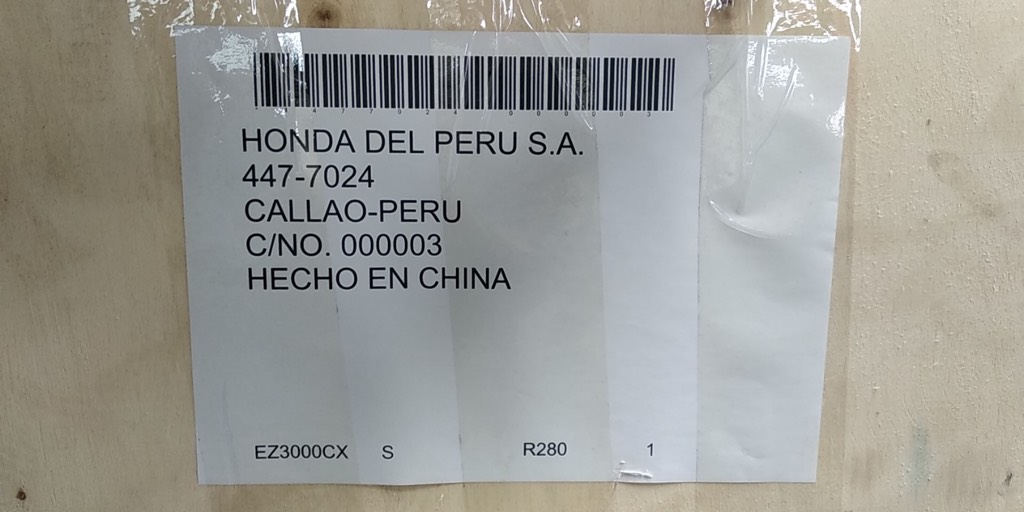 HONDA DEL PERU S.A.
447-7024
CALLAO-PERU
C/NO. 000003
HECHO EN CHINA
EZ3000CX S R280 1